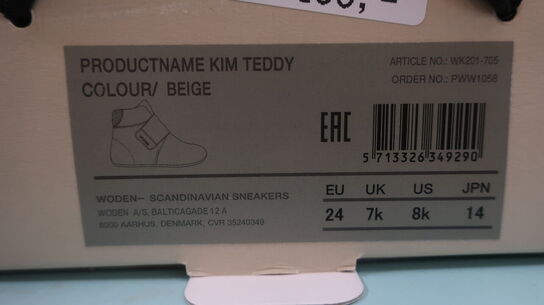 PRODUCTNAME KIM TEDDY
COLOUR/ BEIGE
ARTICLE NO.: WK201-705
ORDER NO.: PWW1058
EAC
5 713326 349290
WODEN– SCANDINAVIAN SNEAKERS
WODEN A/S, BALTICAGADE 12 A
8000 AARHUS, DENMARK, CVR 35240349
EU UK US JPN
24 7k 8k 14